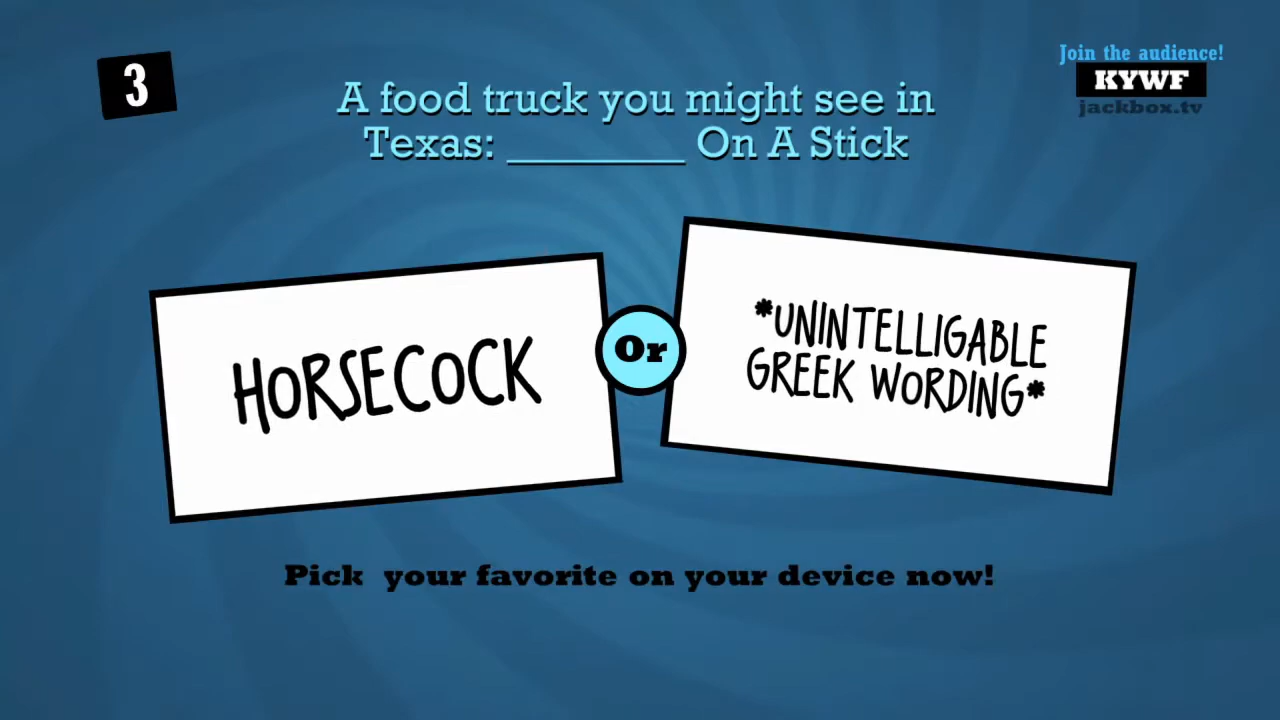 3
Join the audience!
KYWF
jackbox.tv
A food truck you might see in
Texas: ________ On A Stick
HORSECOCK
Or
*UNINTELLIGABLE
GREEK WORDING*
Pick your favorite on your device now!